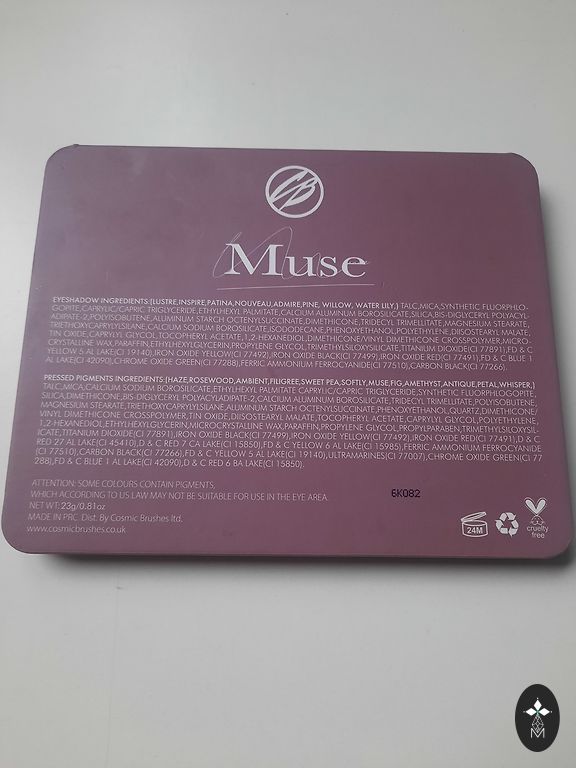 CB
Muse
EYESHADOW INGREDIENTS:(LUSTRE,INSPIRE,PATINA,NOUVEAU,ADMIRE,PINE, WILLOW, WATER LILY,) TALC,MICA,SYNTHETIC FLUORPHLO-
GOPITE,CAPRYLIC/CAPRIC TRIGLYCERIDE,ETHYLHEXYL PALMITATE,CALCIUM ALUMINUM BOROSILICATE,SILICA,BIS-DIGLYCERYL POLYACYL-
ADIPATE-2,POLYISOBUTENE,ALUMINUM STARCH OCTENYLSUCCINATE,DIMETHICONE,TRIDECYL TRIMELLITATE,MAGNESIUM STEARATE,
TRIETHOXYCAPRYLYLSILANE,CALCIUM SODIUM BOROSILICATE,ISODODECANE,PHENOXYETHANOL,POLYETHYLENE,DIISOSTEARYL MALATE,
TIN OXIDE,CAPRYLYL GLYCOL,TOCOPHERYL ACETATE,1,2-HEXANEDIOL,DIMETHICONE/VINYL DIMETHICONE CROSSPOLYMER,MICRO-
CRYSTALLINE WAX,PARAFFIN,ETHYLHEXYLGLYCERIN,PROPYLENE GLYCOL,TRIMETHYLSILOXYSILICATE,TITANIUM DIOXIDE(CI 77891),FD & C
YELLOW 5 AL LAKE(CI 19140),IRON OXIDE YELLOW(CI 77492),IRON OXIDE BLACK(CI 77499),IRON OXIDE RED(CI 77491),FD & C BLUE 1
AL LAKE(CI 42090),CHROME OXIDE GREEN(CI 77288),FERRIC AMMONIUM FERROCYANIDE(CI 77510),CARBON BLACK(CI 77266).
PRESSED PIGMENTS INGREDIENTS:(HAZE,ROSEWOOD,AMBIENT,FILIGREE,SWEET PEA,SOFTLY,MUSE,FIG,AMETHYST,ANTIQUE,PETAL,WHISPER,)
TALC,MICA,CALCIUM SODIUM BOROSILICATE,ETHYLHEXYL PALMITATE CAPRYLIC/CAPRIC TRIGLYCERIDE,SYNTHETIC FLUORPHLOGOPITE,
SILICA,DIMETHICONE,BIS-DIGLYCERYL POLYACYLADIPATE-2,CALCIUM ALUMINUM BOROSILICATE,TRIDECYL TRIMELLITATE,POLYISOBUTENE,
MAGNESIUM STEARATE,TRIETHOXYCAPRYLYLSILANE ALUMINUM STARCH OCTENYLSUCCINATE,PHENOXYETHANOL,QUARTZ,DIMETHICONE/
VINYL DIMETHICONE CROSSPOLYMER,TIN OXIDE,DIISOSTEARYL MALATE,TOCOPHERYL ACETATE,CAPRYLYL GLYCOL,POLYETHYLENE,
1,2-HEXANEDIOL,ETHYLHEXYLGLYCERIN,MICROCRYSTALLINE WAX,PARAFFIN,PROPYLENE GLYCOL,PROPYLPARABEN,TRIMETHYLSILOXYSIL-
ICATE,TITANIUM DIOXIDE(CI 77891),IRON OXIDE BLACK(CI 77499),IRON OXIDE YELLOW(CI 77492),IRON OXIDE RED(CI 77491),D & C
RED 27 AL LAKE(CI 45410),D & C RED 7 CA LAKE(CI 15850),FD & C YELLOW 6 AL LAKE(CI 15985),FERRIC AMMONIUM FERROCYANIDE
(CI 77510),CARBON BLACK(CI 77266),FD & C YELLOW 5 AL LAKE(CI 19140),ULTRAMARINES(CI 77007),CHROME OXIDE GREEN(CI 77
288),FD & C BLUE 1 AL LAKE(CI 42090),D & C RED 6 BA LAKE(CI 15850).
ATTENTION: SOME COLOURS CONTAIN PIGMENTS,
WHICH ACCORDING TO US LAW MAY NOT BE SUITABLE FOR USE IN THE EYE AREA.
NET WT: 23g/0.81oz
MADE IN PRC. Dist. By Cosmic Brushes ltd.
www.cosmicbrushes.co.uk
6K082
24M
cruelty
free
M